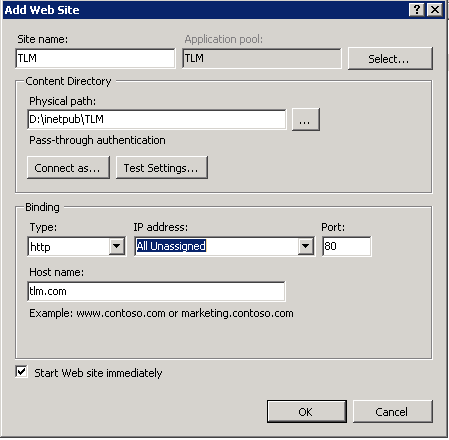 Add Web Site
Site name:
Application pool:
TLM
TLM
Select...
Content Directory
Physical path:
D:\inetpub\TLM
...
Pass-through authentication
Connect as...
Test Settings...
Binding
Type:
IP address:
Port:
http
All Unassigned
80
Host name:
tlm.com
Example: www.contoso.com or marketing.contoso.com
Start Web site immediately
OK
Cancel